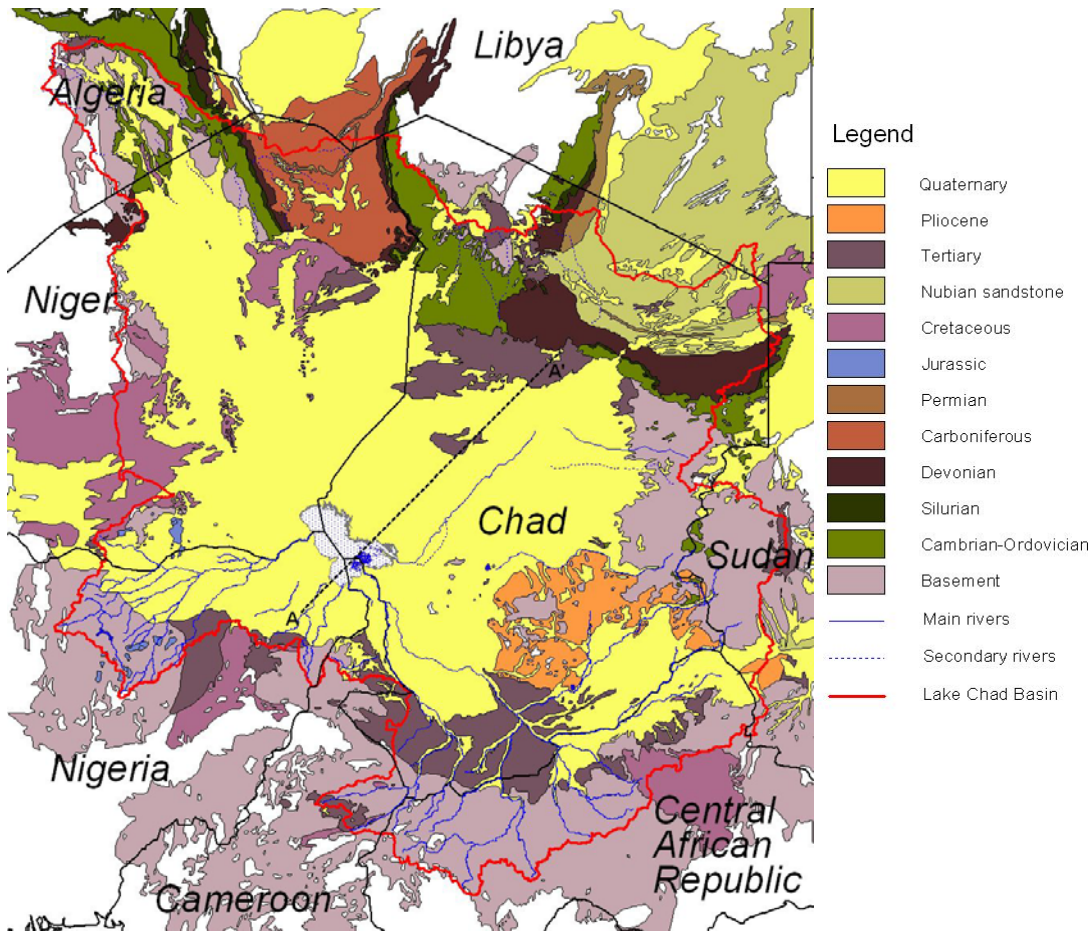 Libya
Algeria
Niger
A'
Chad
Sudan
A
Nigeria
Central
African
Republic
Cameroon
Legend
Quaternary
Pliocene
Tertiary
Nubian sandstone
Cretaceous
Jurassic
Permian
Carboniferous
Devonian
Silurian
Cambrian-Ordovician
Basement
Main rivers
Secondary rivers
Lake Chad Basin